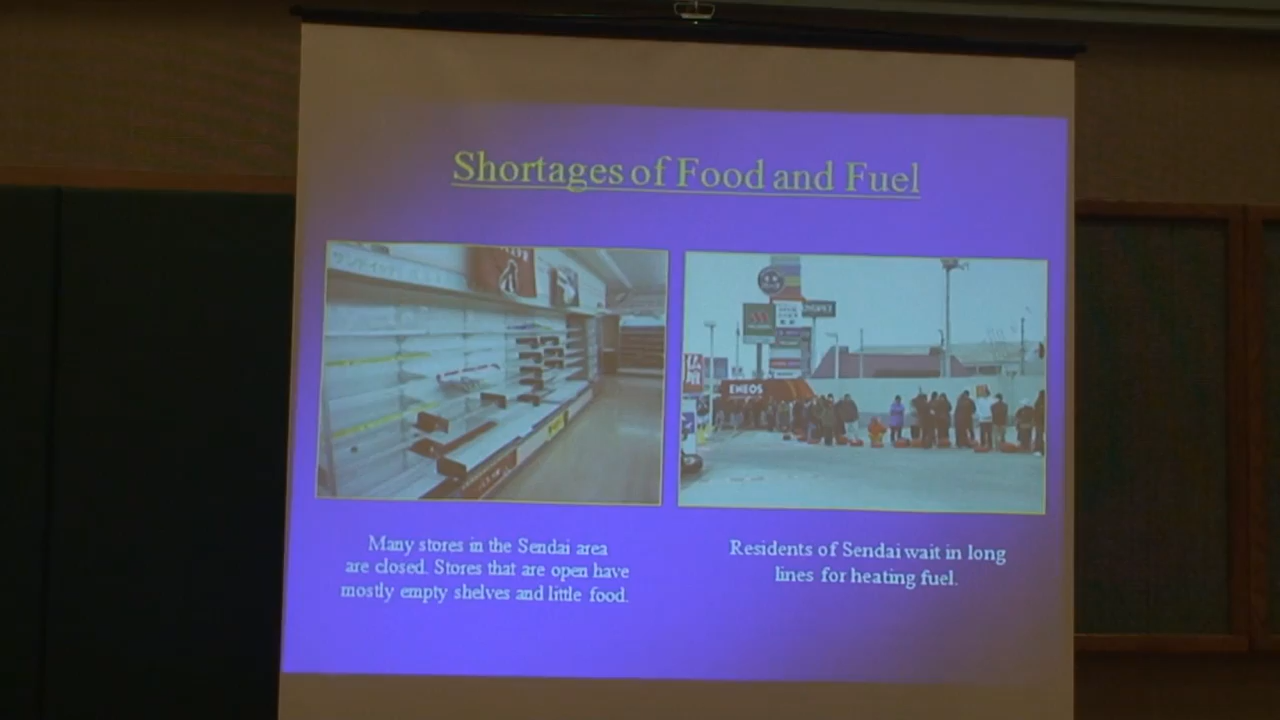 Shortages of Food and Fuel
ENEOS
Many stores in the Sendai area
are closed. Stores that are open have
mostly empty shelves and little food.
Residents of Sendai wait in long
lines for heating fuel.